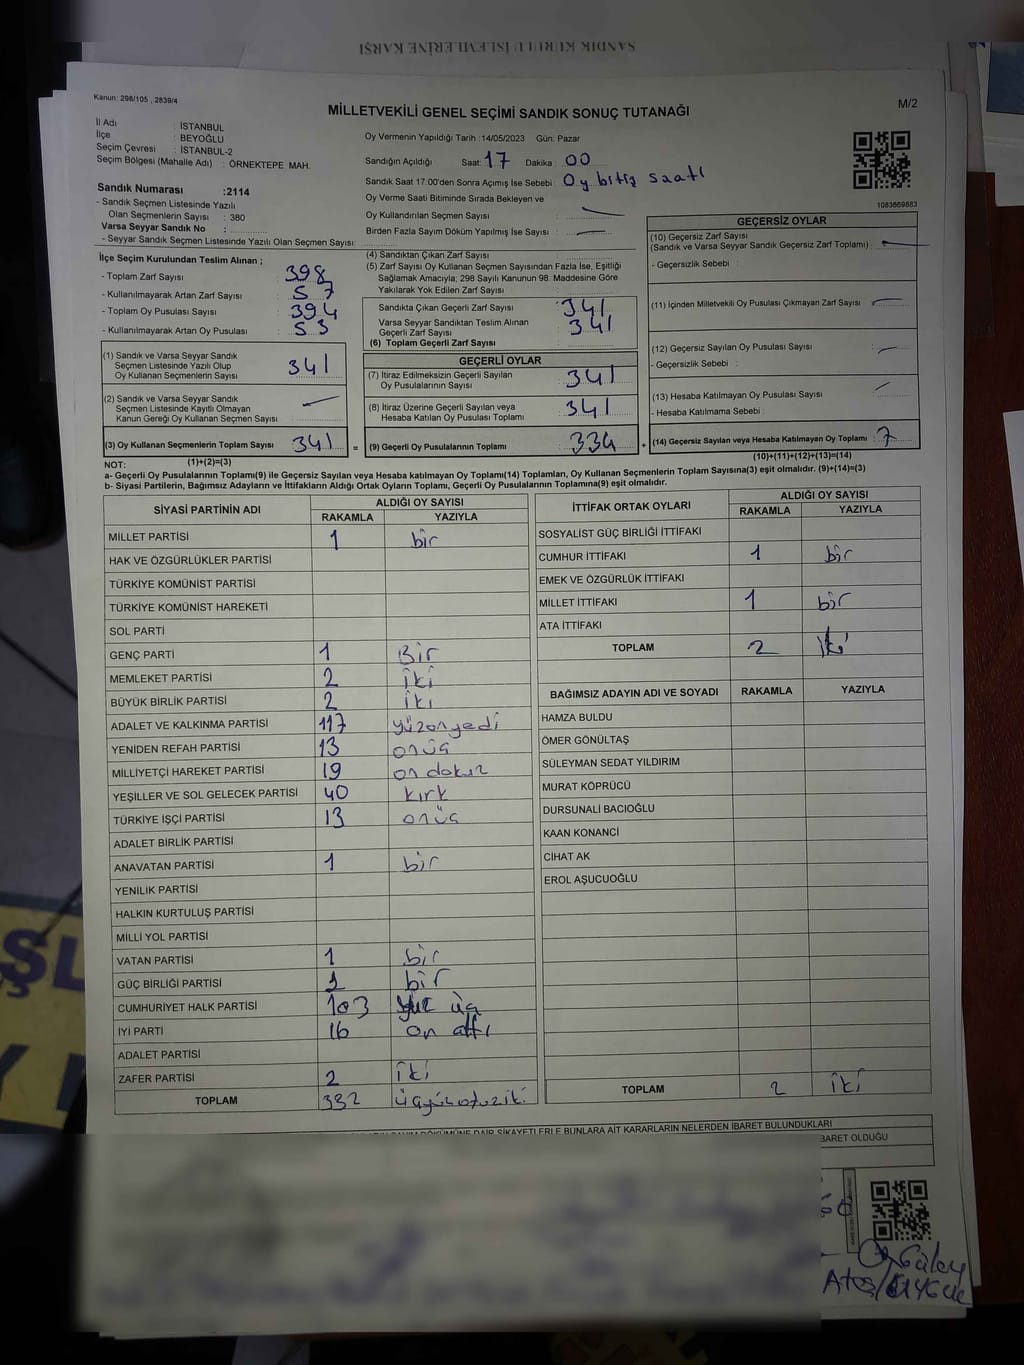 SANDIK KURULU İŞLEMLERİNE KARŞI
Kanun: 298/105 , 2839/4
MİLLETVEKİLİ GENEL SEÇİMİ SANDIK SONUÇ TUTANAĞI
M/2
İl Adı : İSTANBUL
İlçe : BEYOĞLU
Seçim Çevresi : İSTANBUL-2
Seçim Bölgesi (Mahalle Adı) : ÖRNEKTEPE MAH.
Oy Vermenin Yapıldığı Tarih :14/05/2023 Gün: Pazar
Sandığın Açıldığı Saat: 17 Dakika : 00
Sandık Saat 17:00'den Sonra Açımış İse Sebebi : Oy bitiş saati
Oy Verme Saati Bitiminde Sırada Bekleyen ve
Oy Kullandırılan Seçmen Sayısı : —
Birden Fazla Sayım Döküm Yapılmış İse Sayısı : —
1083669883
Sandık Numarası :2114
- Sandık Seçmen Listesinde Yazılı
Olan Seçmenlerin Sayısı : 380
Varsa Seyyar Sandık No :
- Seyyar Sandık Seçmen Listesinde Yazılı Olan Seçmen Sayısı:
İlçe Seçim Kurulundan Teslim Alınan ;
- Toplam Zarf Sayısı : 398
- Kullanılmayarak Artan Zarf Sayısı : 57
- Toplam Oy Pusulası Sayısı : 394
- Kullanılmayarak Artan Oy Pusulası : 53
(1) Sandık ve Varsa Seyyar Sandık
Seçmen Listesinde Yazılı Olup
Oy Kullanan Seçmenlerin Sayısı : 341
(2) Sandık ve Varsa Seyyar Sandık
Seçmen Listesinde Kayıtlı Olmayan
Kanun Gereği Oy Kullanan Seçmen Sayısı : —
(3) Oy Kullanan Seçmenlerin Toplam Sayısı : 341 =
(1)+(2)=(3)
(4) Sandıktan Çıkan Zarf Sayısı :
(5) Zarf Sayısı Oy Kullanan Seçmen Sayısından Fazla İse, Eşitliği
Sağlamak Amacıyla; 298 Sayılı Kanunun 98. Maddesine Göre
Yakılarak Yok Edilen Zarf Sayısı :
Sandıkta Çıkan Geçerli Zarf Sayısı : 341
Varsa Seyyar Sandıktan Teslim Alınan
Geçerli Zarf Sayısı : 341
(6) Toplam Geçerli Zarf Sayısı
GEÇERLİ OYLAR
(7) İtiraz Edilmeksizin Geçerli Sayılan
Oy Pusulalarının Sayısı : 341
(8) İtiraz Üzerine Geçerli Sayılan veya
Hesaba Katılan Oy Pusulası Toplamı : 341
(9) Geçerli Oy Pusulalarının Toplamı : 334 +
GEÇERSİZ OYLAR
(10) Geçersiz Zarf Sayısı
(Sandık ve Varsa Seyyar Sandık Geçersiz Zarf Toplamı) : —
- Geçersizlik Sebebi :
(11) İçinden Milletvekili Oy Pusulası Çıkmayan Zarf Sayısı : —
(12) Geçersiz Sayılan Oy Pusulası Sayısı : —
- Geçersizlik Sebebi :
(13) Hesaba Katılmayan Oy Pusulası Sayısı : —
- Hesaba Katılmama Sebebi :
(14) Geçersiz Sayılan veya Hesaba Katılmayan Oy Toplamı : 7
(10)+(11)+(12)+(13)=(14)
NOT:
a- Geçerli Oy Pusulalarının Toplamı(9) ile Geçersiz Sayılan veya Hesaba katılmayan Oy Toplamı(14) Toplamları, Oy Kullanan Seçmenlerin Toplam Sayısına(3) eşit olmalıdır. (9)+(14)=(3)
b- Siyasi Partilerin, Bağımsız Adayların ve İttifakların Aldığı Ortak Oyların Toplamı, Geçerli Oy Pusulalarının Toplamına(9) eşit olmalıdır.
SİYASİ PARTİNİN ADI ALDIĞI OY SAYISI
RAKAMLA YAZIYLA
MİLLET PARTİSİ 1 bir
HAK VE ÖZGÜRLÜKLER PARTİSİ
TÜRKİYE KOMÜNİST PARTİSİ
TÜRKİYE KOMÜNİST HAREKETİ
SOL PARTİ
GENÇ PARTİ 1 Bir
MEMLEKET PARTİSİ 2 iki
BÜYÜK BİRLİK PARTİSİ 2 iki
ADALET VE KALKINMA PARTİSİ 117 yüzonyedi
YENİDEN REFAH PARTİSİ 13 onüç
MİLLİYETÇİ HAREKET PARTİSİ 19 on dokuz
YEŞİLLER VE SOL GELECEK PARTİSİ 40 kırk
TÜRKİYE İŞÇİ PARTİSİ 13 onüç
ADALET BİRLİK PARTİSİ
ANAVATAN PARTİSİ 1 bir
YENİLİK PARTİSİ
HALKIN KURTULUŞ PARTİSİ
MİLLİ YOL PARTİSİ
VATAN PARTİSİ 1 bir
GÜÇ BİRLİĞİ PARTİSİ 1 bir
CUMHURİYET HALK PARTİSİ 103 yüz üç
İYİ PARTİ 16 on altı
ADALET PARTİSİ
ZAFER PARTİSİ 2 iki
TOPLAM 332 üçyüzotuziki
İTTİFAK ORTAK OYLARI ALDIĞI OY SAYISI
RAKAMLA YAZIYLA
SOSYALİST GÜÇ BİRLİĞİ İTTİFAKI
CUMHUR İTTİFAKI 1 bir
EMEK VE ÖZGÜRLÜK İTTİFAKI
MİLLET İTTİFAKI 1 bir
ATA İTTİFAKI
TOPLAM 2 iki
BAĞIMSIZ ADAYIN ADI VE SOYADI RAKAMLA YAZIYLA
HAMZA BULDU
ÖMER GÖNÜLTAŞ
SÜLEYMAN SEDAT YILDIRIM
MURAT KÖPRÜCÜ
DURSUNALİ BACIOĞLU
KAAN KONANCİ
CİHAT AK
EROL AŞUCUOĞLU
TOPLAM 2 iki
DÖKÜMÜNE DAİR ŞİKAYETLERLE BUNLARA AİT KARARLARIN NELERDEN İBARET BULUNDUKLARI
BARET OLDUĞU